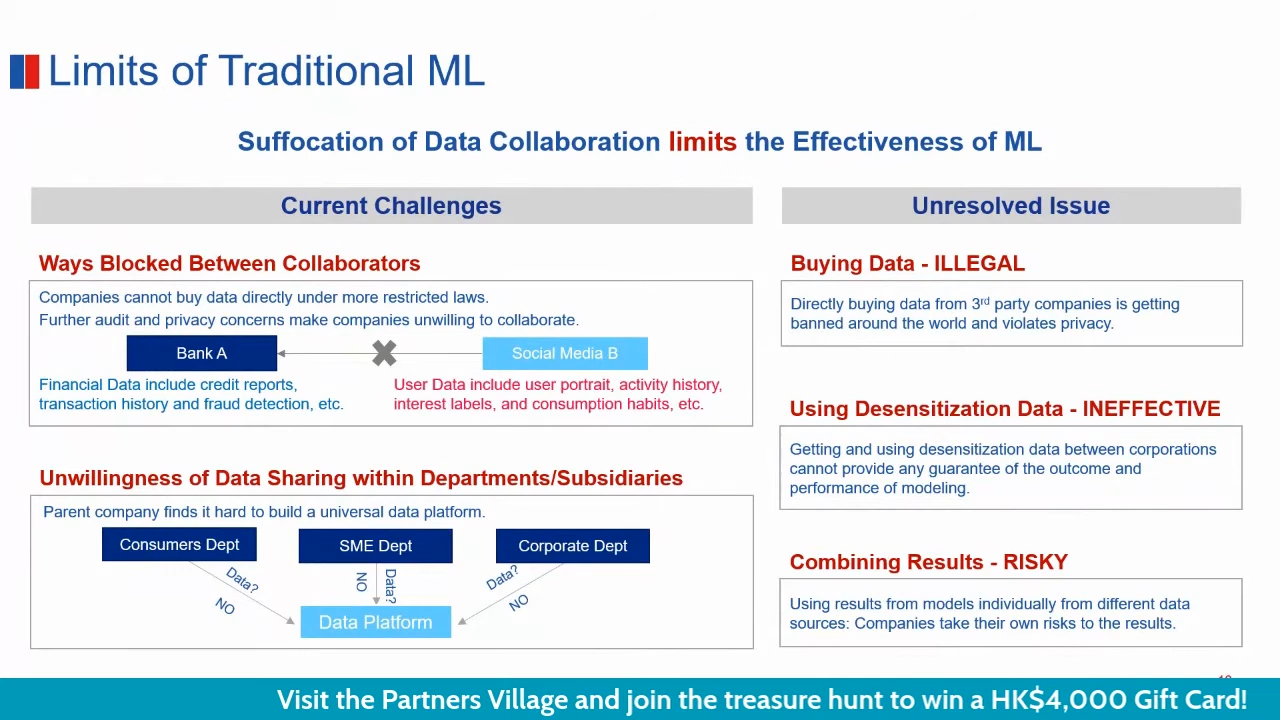 Limits of Traditional ML
Suffocation of Data Collaboration limits the Effectiveness of ML
Current Challenges
Ways Blocked Between Collaborators
Companies cannot buy data directly under more restricted laws.
Further audit and privacy concerns make companies unwilling to collaborate.
Bank A
Social Media B
Financial Data include credit reports,
transaction history and fraud detection, etc.
User Data include user portrait, activity history,
interest labels, and consumption habits, etc.
Unwillingness of Data Sharing within Departments/Subsidiaries
Parent company finds it hard to build a universal data platform.
Consumers Dept
SME Dept
Corporate Dept
Data?
NO
NO
Data?
Data?
NO
Data Platform
Unresolved Issue
Buying Data - ILLEGAL
Directly buying data from 3rd party companies is getting
banned around the world and violates privacy.
Using Desensitization Data - INEFFECTIVE
Getting and using desensitization data between corporations
cannot provide any guarantee of the outcome and
performance of modeling.
Combining Results - RISKY
Using results from models individually from different data
sources: Companies take their own risks to the results.
Visit the Partners Village and join the treasure hunt to win a HK$4,000 Gift Card!